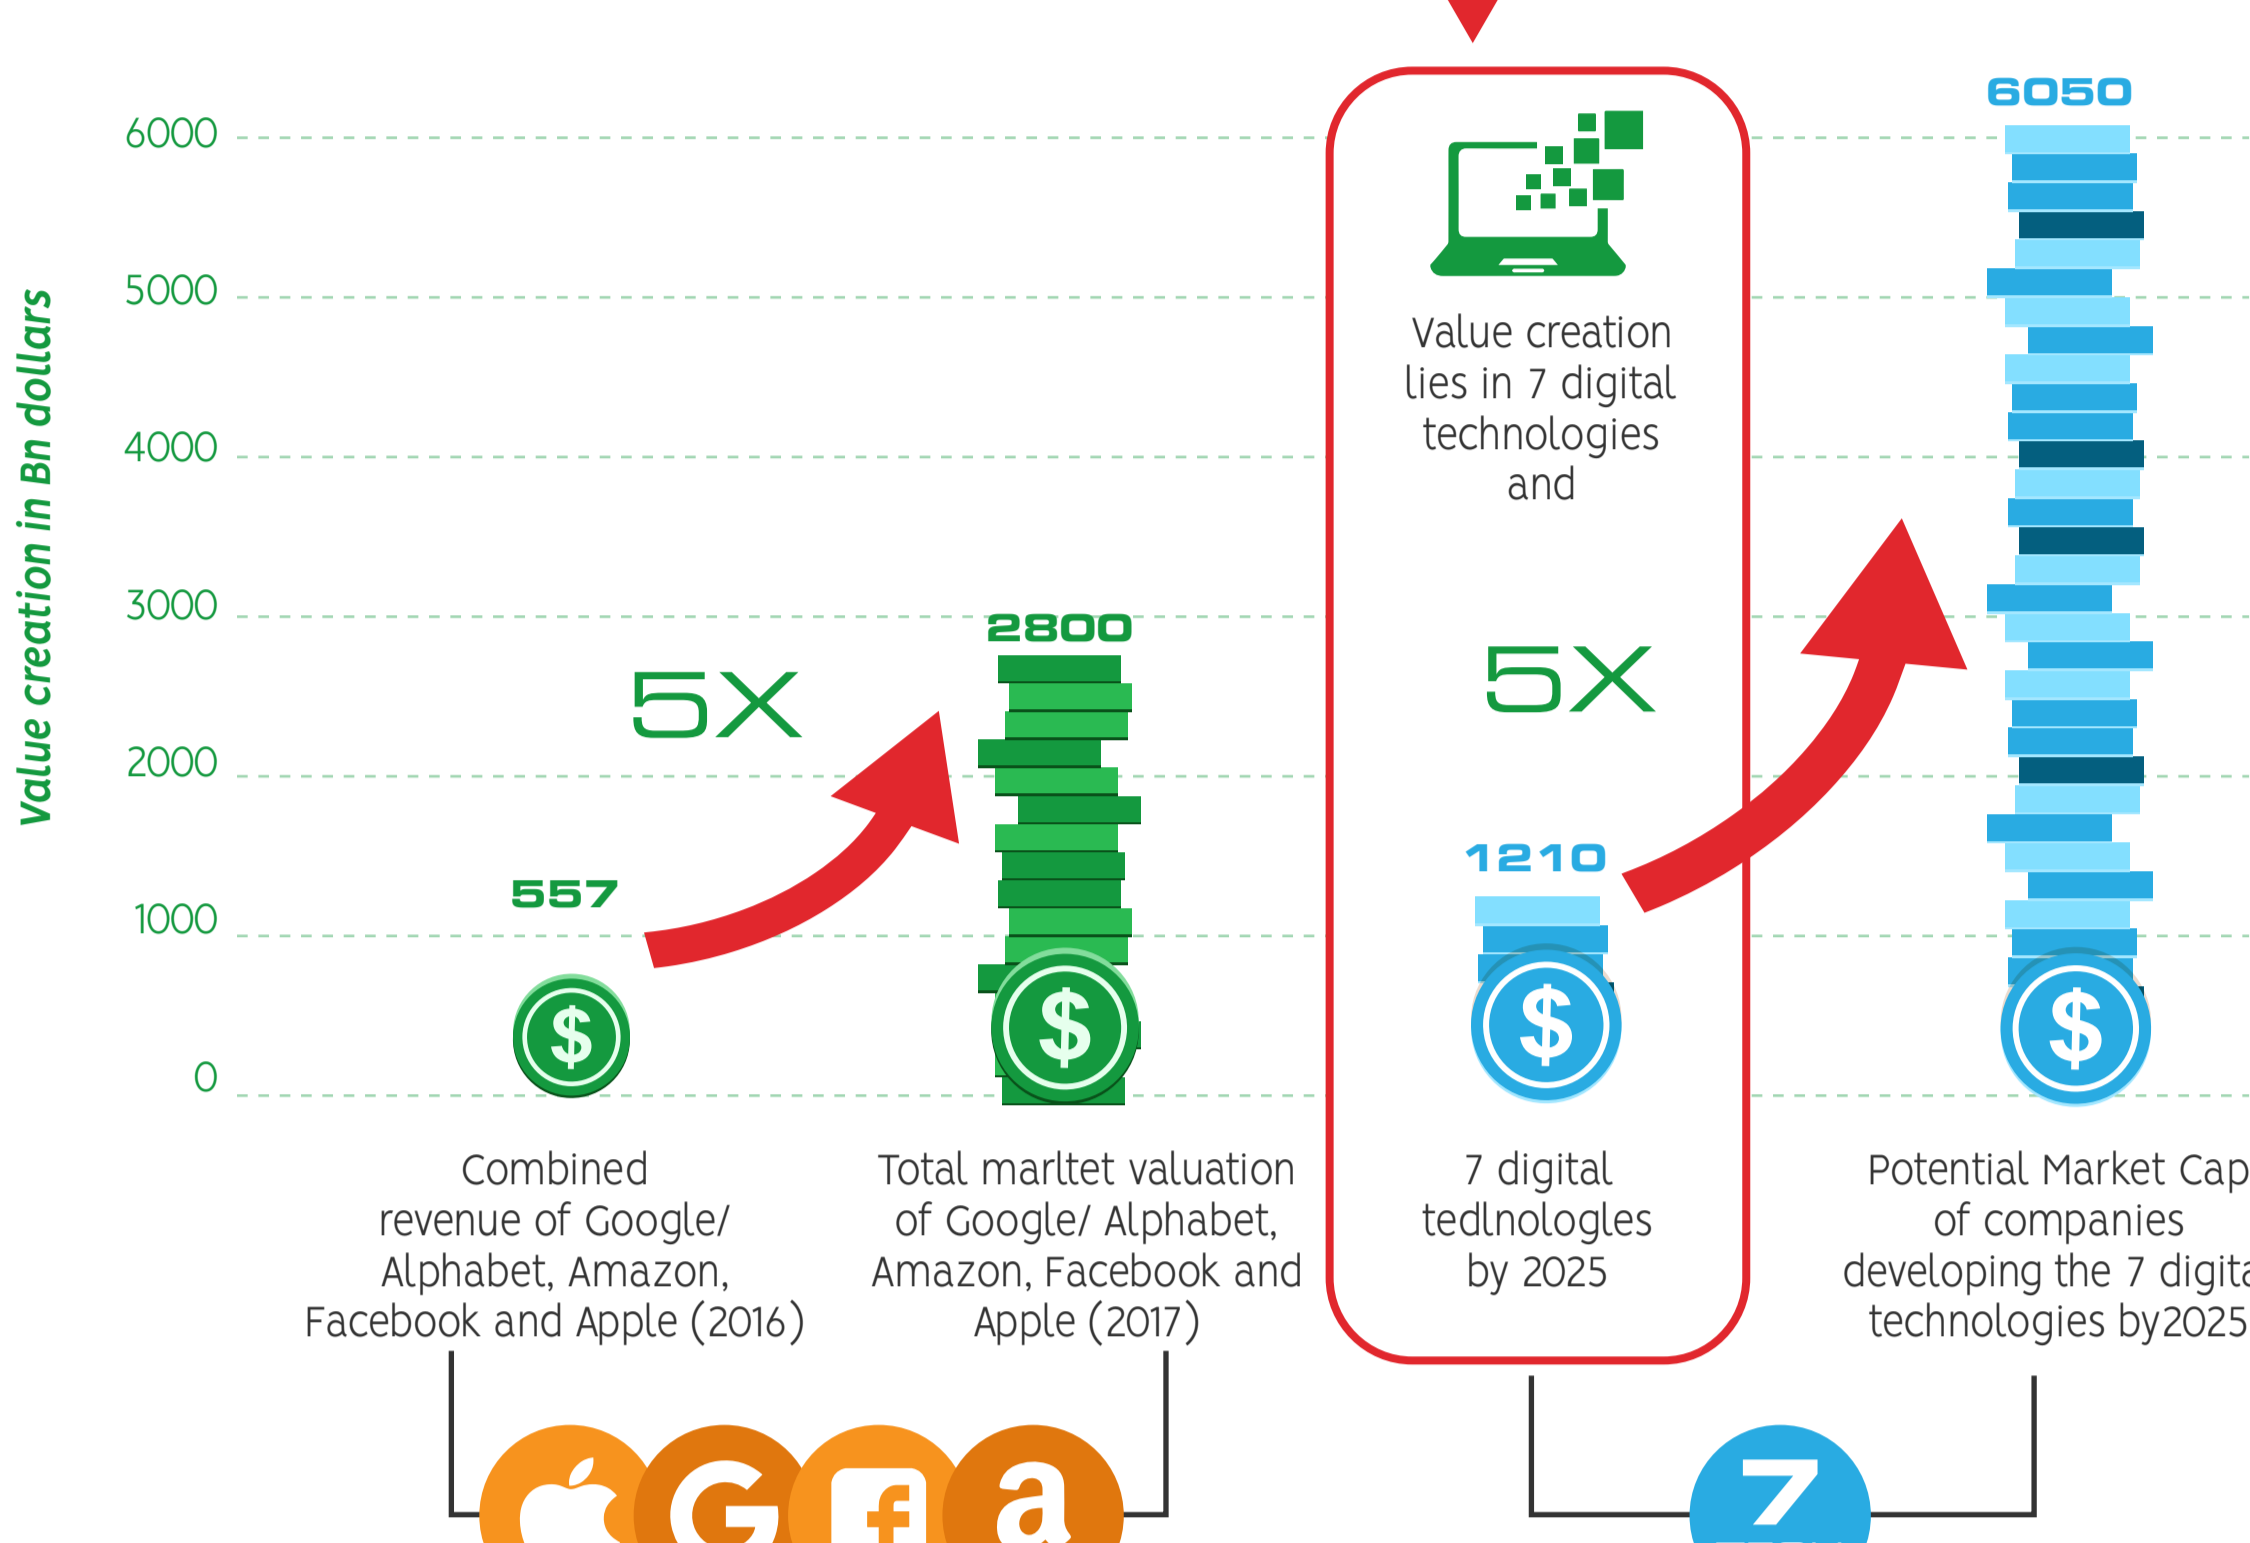 Value creation in Bn dollars
6000
5000
4000
3000
2000
1000
0
557
5X
2800
Value creation
lies in 7 digital
technologies
and
5X
1210
6050
$
$
$
$
Combined
revenue of Google/
Alphabet, Amazon,
Facebook and Apple (2016)
Total marltet valuation
of Google/ Alphabet,
Amazon, Facebook and
Apple (2017)
7 digital
tedlnologles
by 2025
Potential Market Cap
of companies
developing the 7 digita
technologies by2025
G
f
a
7